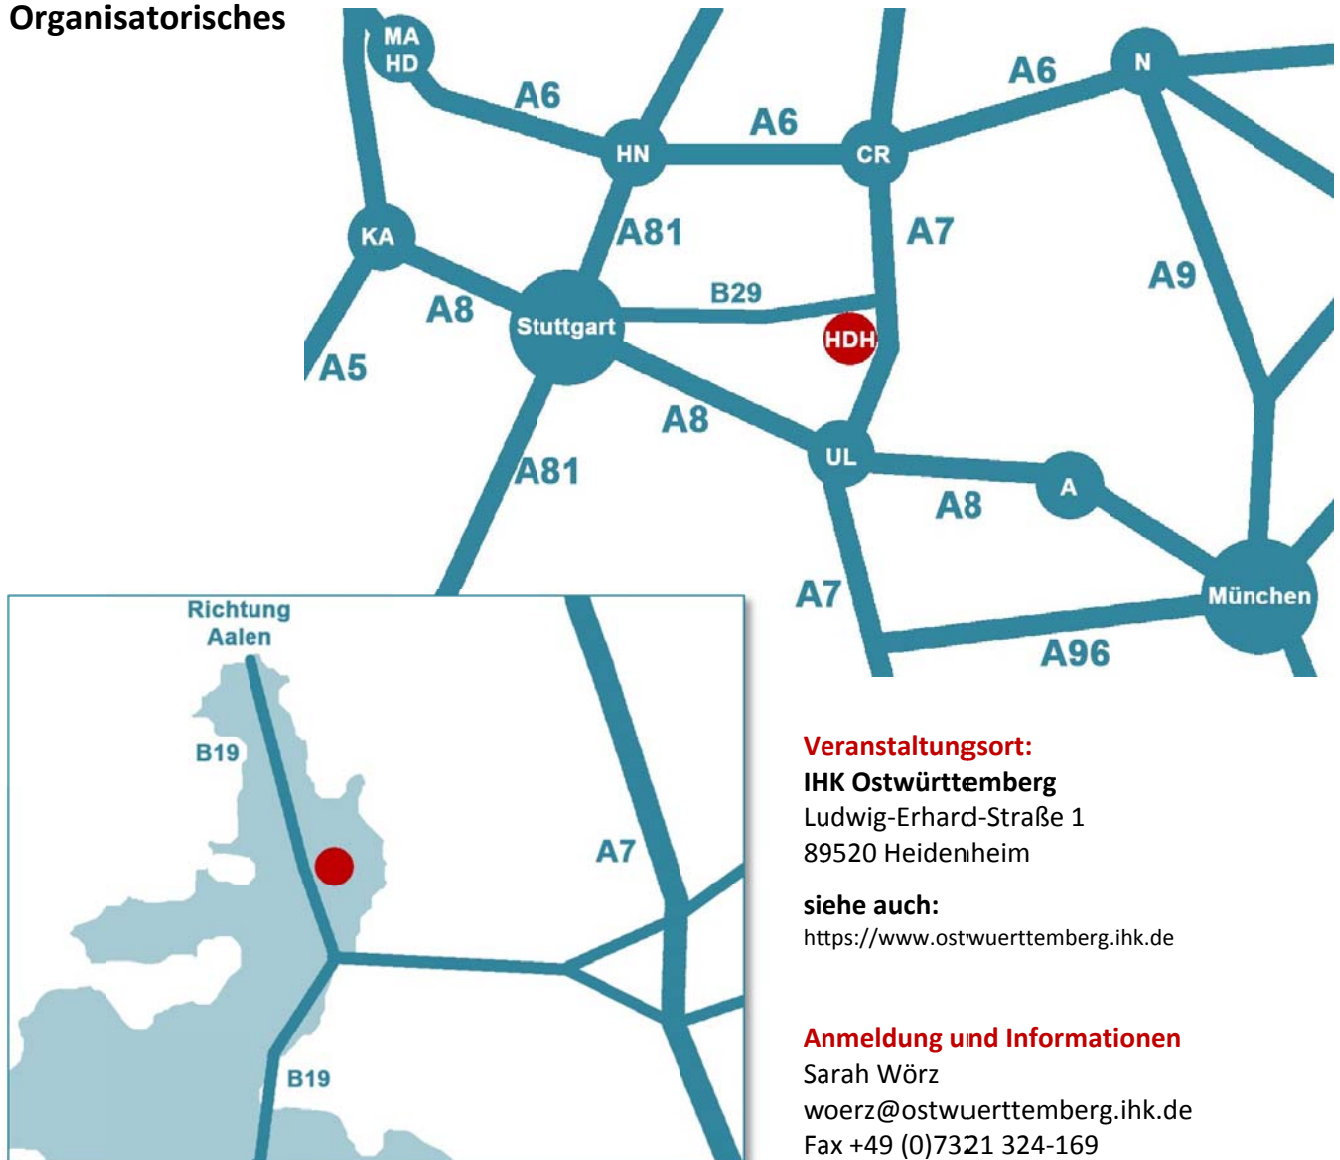 Organisatorisches
MA
HD
A6
HN
A6
CR
A6
N
KA
A81
A7
A9
A8
Stuttgart
B29
HDH
A5
A8
A81
UL
A8
A
A7
A96
München
Richtung
Aalen
B19
A7
B19
Veranstaltungsort:
IHK Ostwürttemberg
Ludwig-Erhard-Straße 1
89520 Heidenheim
siehe auch:
https://www.ostwuerttemberg.ihk.de
Anmeldung und Informationen
Sarah Wörz
woerz@ostwuerttemberg.ihk.de
Fax +49 (0)7321 324-169